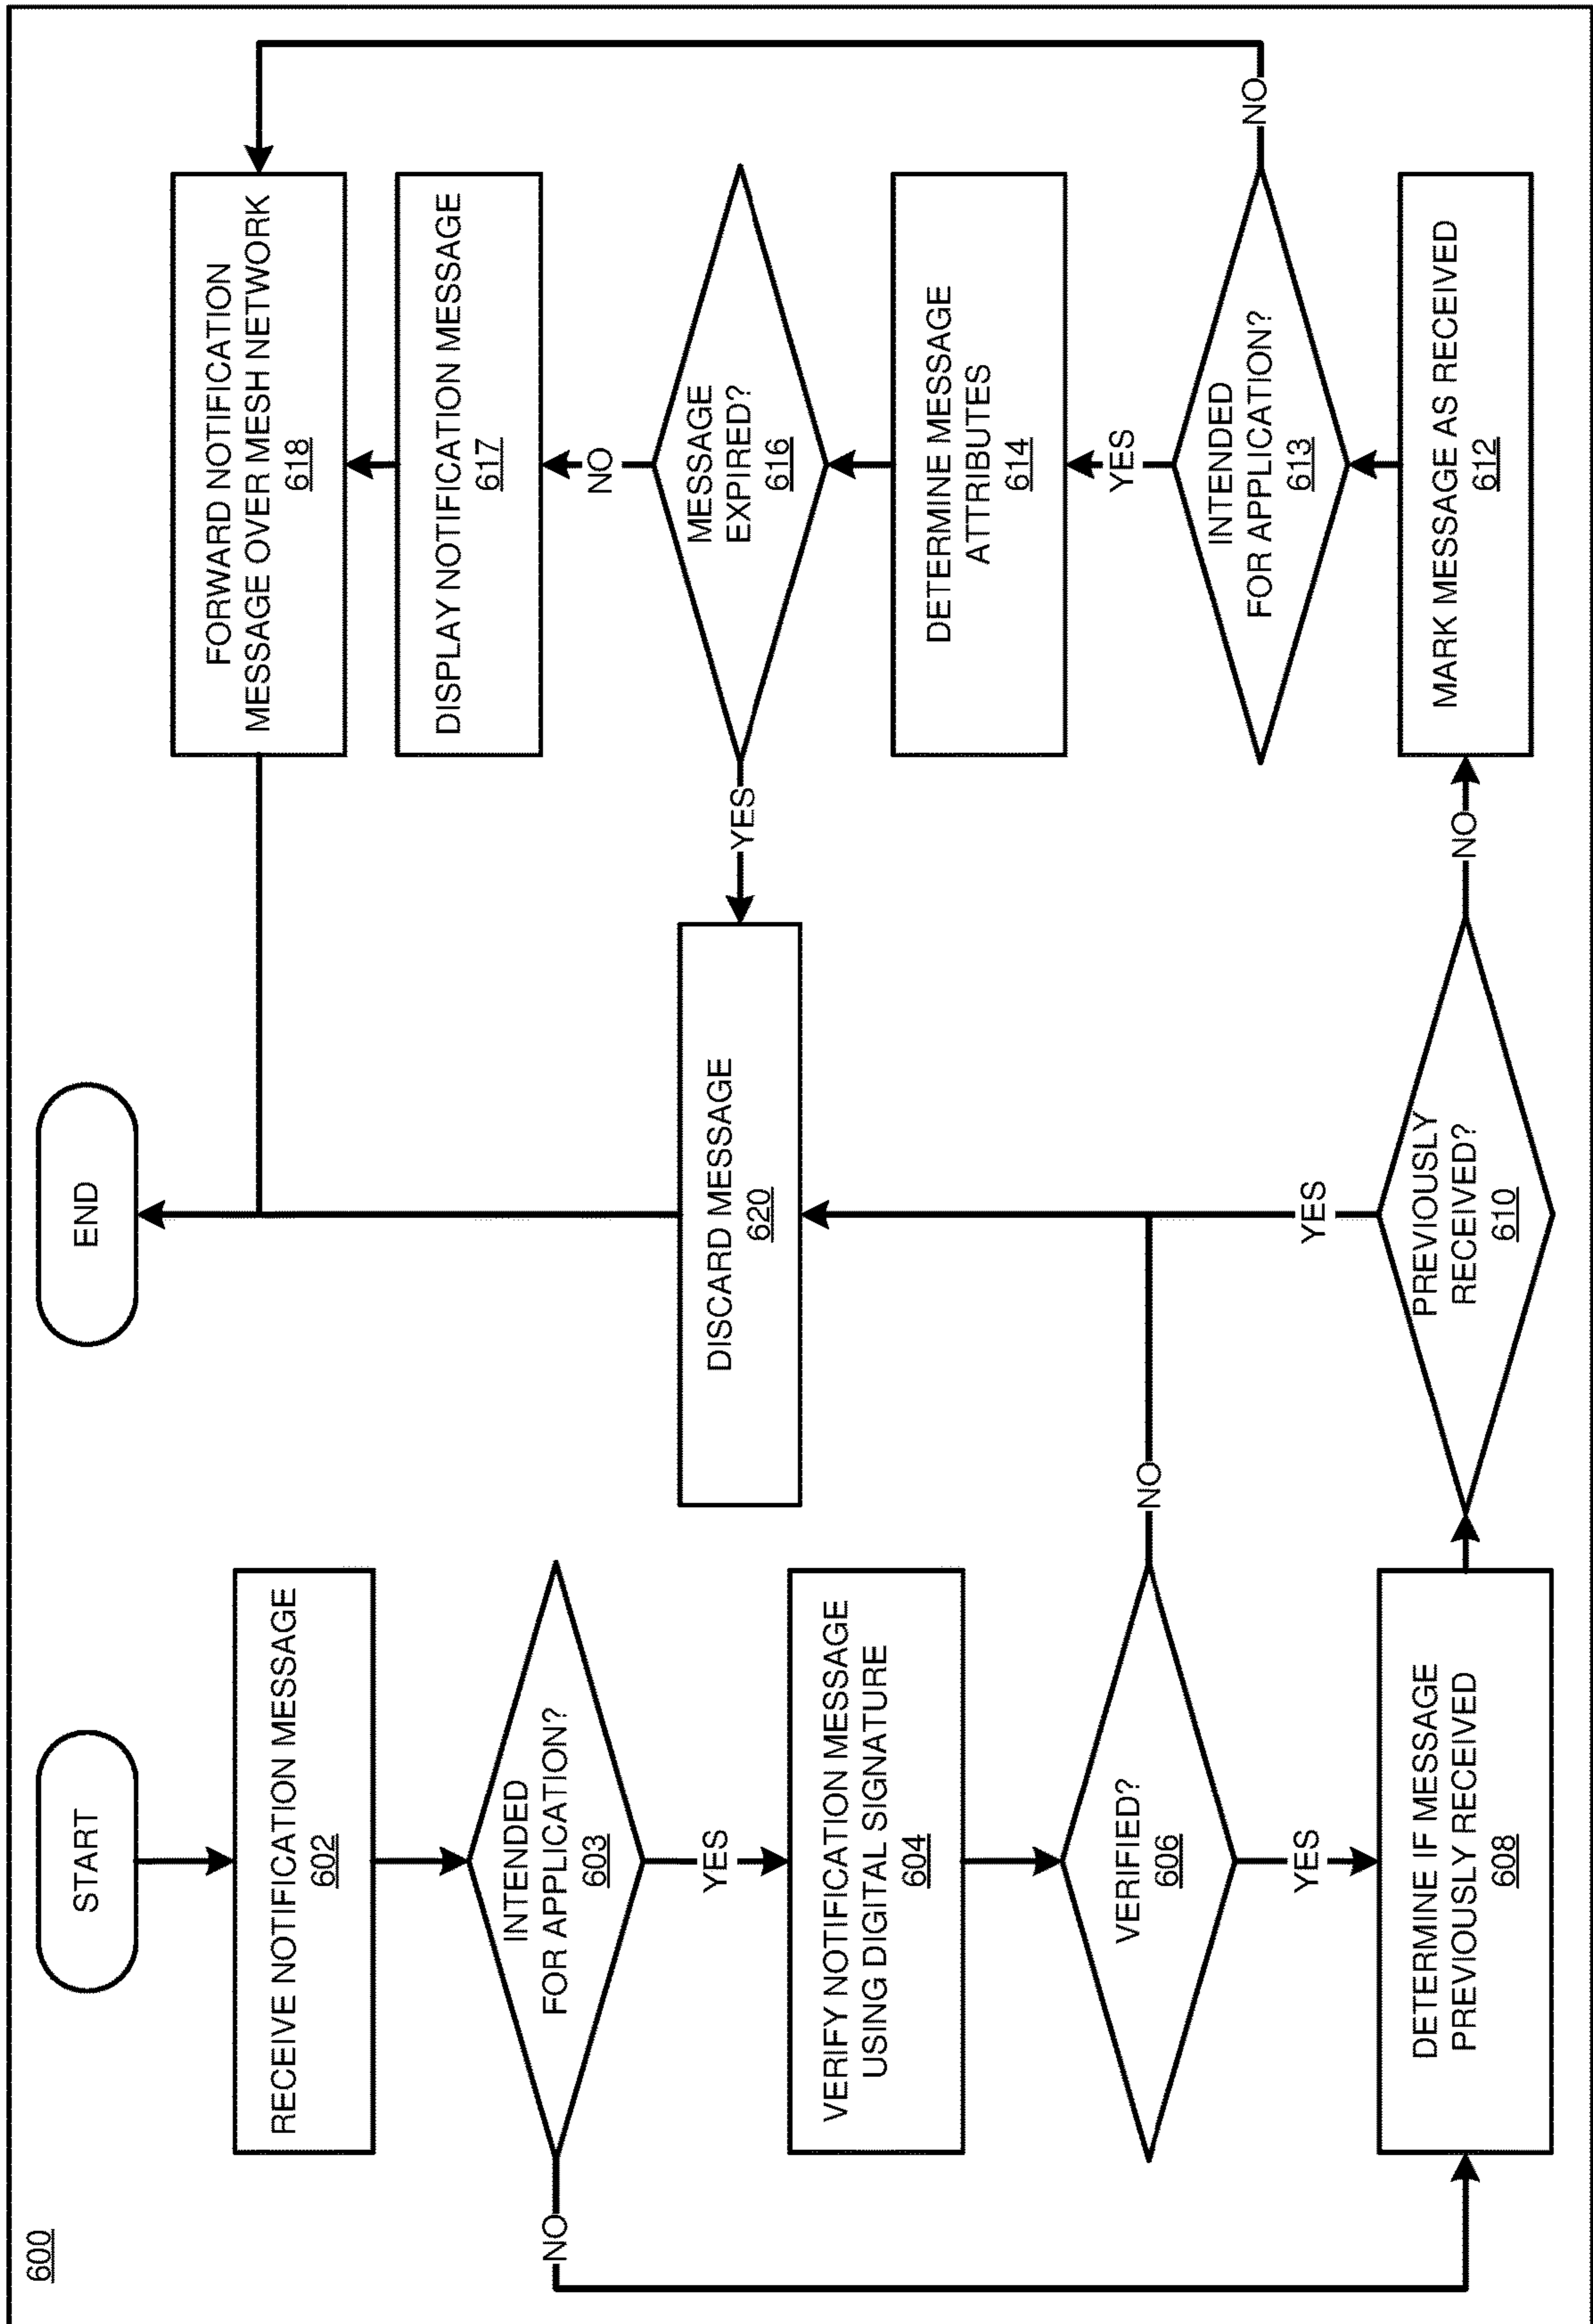 600
START
RECEIVE NOTIFICATION MESSAGE
602
INTENDED
FOR APPLICATION?
603
NO
YES
VERIFY NOTIFICATION MESSAGE
USING DIGITAL SIGNATURE
604
VERIFIED?
606
NO
YES
DETERMINE IF MESSAGE
PREVIOUSLY RECEIVED
608
END
DISCARD MESSAGE
620
YES
PREVIOUSLY
RECEIVED?
610
NO
FORWARD NOTIFICATION
MESSAGE OVER MESH NETWORK
618
DISPLAY NOTIFICATION MESSAGE
617
NO
MESSAGE
EXPIRED?
616
YES
DETERMINE MESSAGE
ATTRIBUTES
614
YES
INTENDED
FOR APPLICATION?
613
NO
MARK MESSAGE AS RECEIVED
612